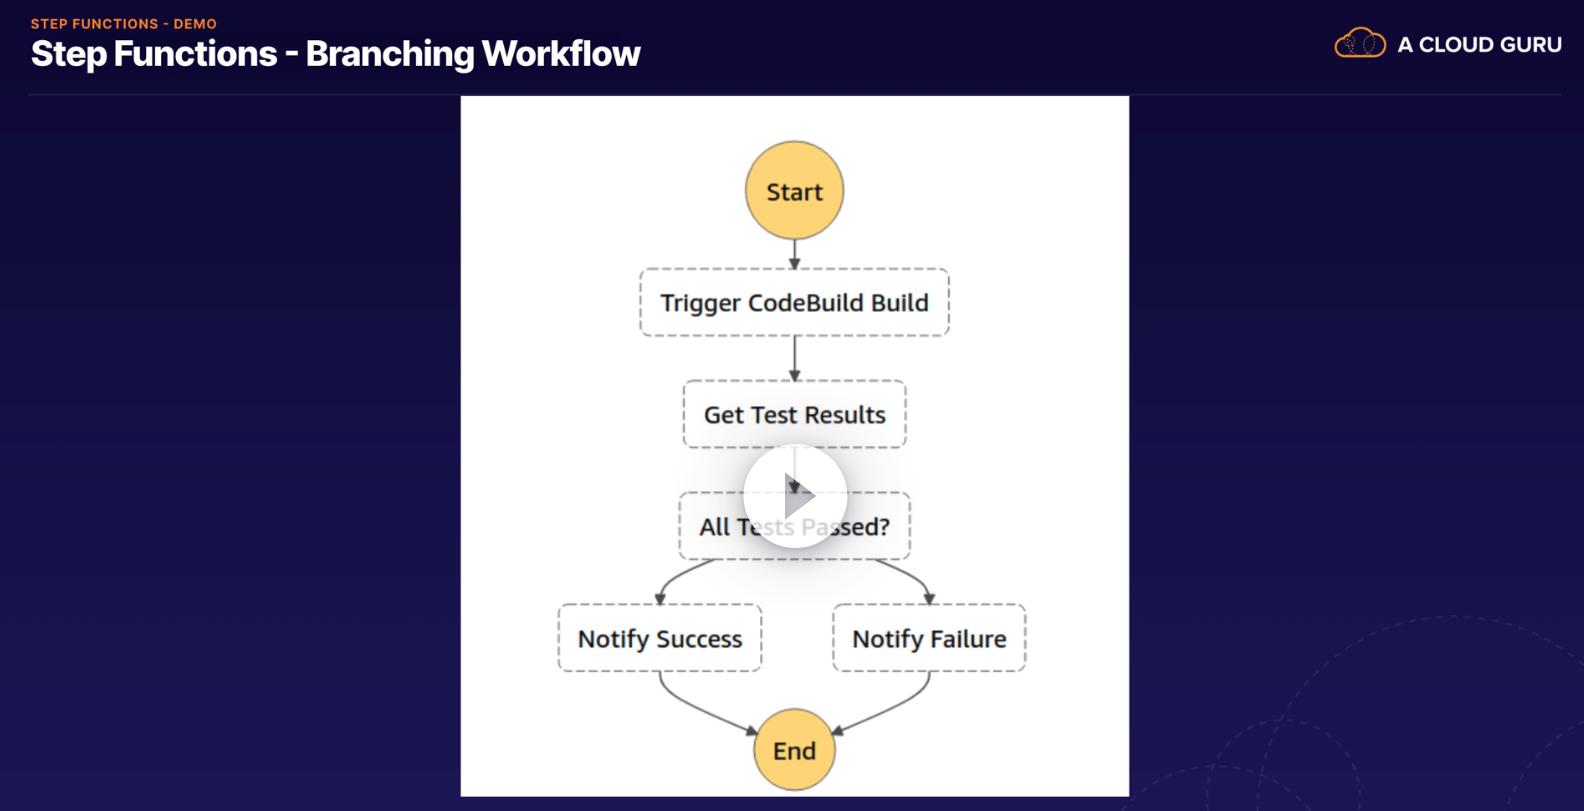 STEP FUNCTIONS - DEMO
Step Functions - Branching Workflow
A CLOUD GURU
Start
Trigger CodeBuild Build
Get Test Results
All Tests Passed?
Notify Success
Notify Failure
End